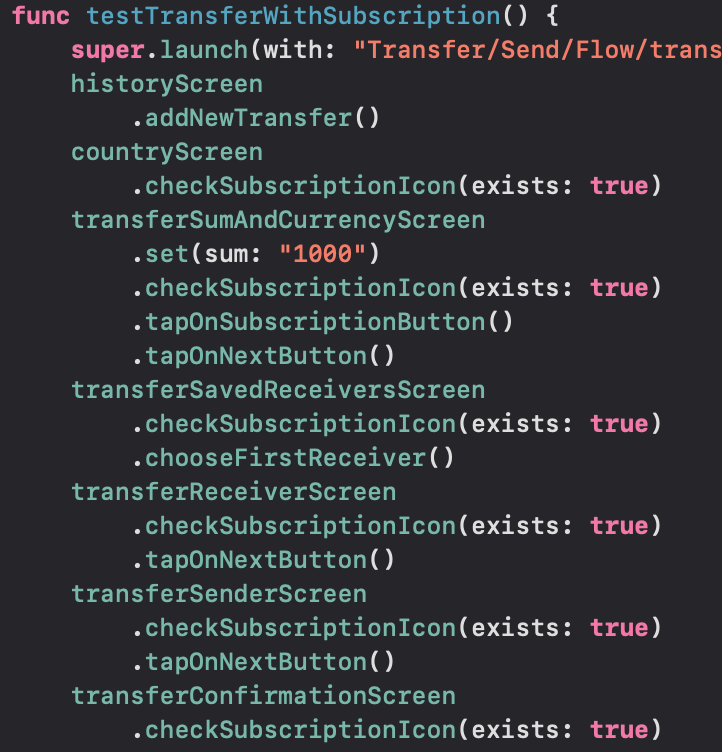 func testTransferWithSubscription() {
super.launch(with: "Transfer/Send/Flow/trans
historyScreen
.addNewTransfer()
countryScreen
.checkSubscriptionIcon(exists: true)
transferSumAndCurrencyScreen
.set(sum: "1000")
.checkSubscriptionIcon(exists: true)
.tapOnSubscriptionButton()
.tapOnNextButton()
transferSavedReceiversScreen
.checkSubscriptionIcon(exists: true)
.chooseFirstReceiver()
transferReceiverScreen
.checkSubscriptionIcon(exists: true)
.tapOnNextButton()
transferSenderScreen
.checkSubscriptionIcon(exists: true)
.tapOnNextButton()
transferConfirmationScreen
.checkSubscriptionIcon(exists: true)